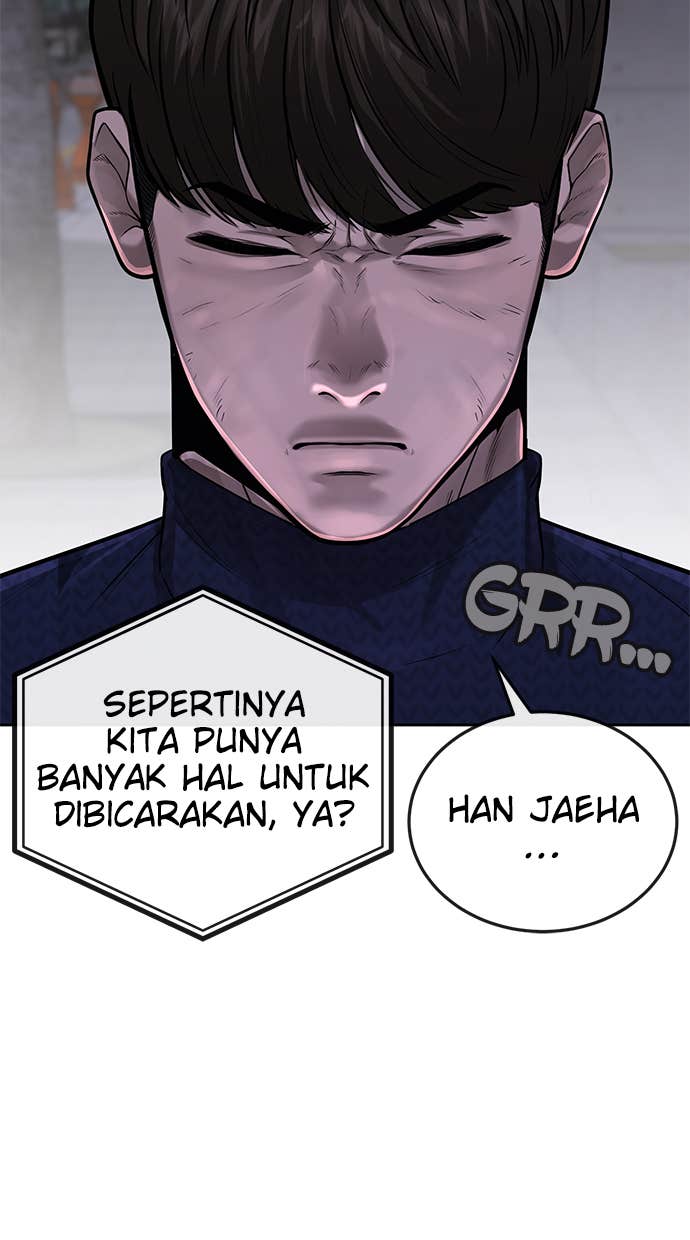 GRR...
SEPERTINYA
KITA PUNYA
BANYAK HAL UNTUK
DIBICARAKAN, YA?
HAN JAEHA
...